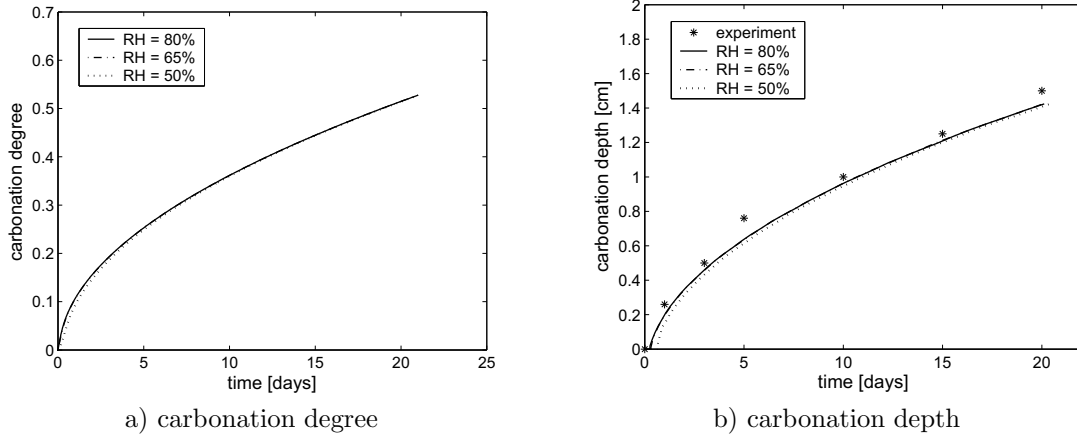 0.7
0.6
0.5
0.4
0.3
0.2
0.1
0
carbonation degree
RH = 80%
RH = 65%
RH = 50%
0 5 10 15 20 25
time [days]
a) carbonation degree
2
1.8
1.6
1.4
1.2
1
0.8
0.6
0.4
0.2
0
carbonation depth [cm]
experiment
RH = 80%
RH = 65%
RH = 50%
0 5 10 15 20
time [days]
b) carbonation depth